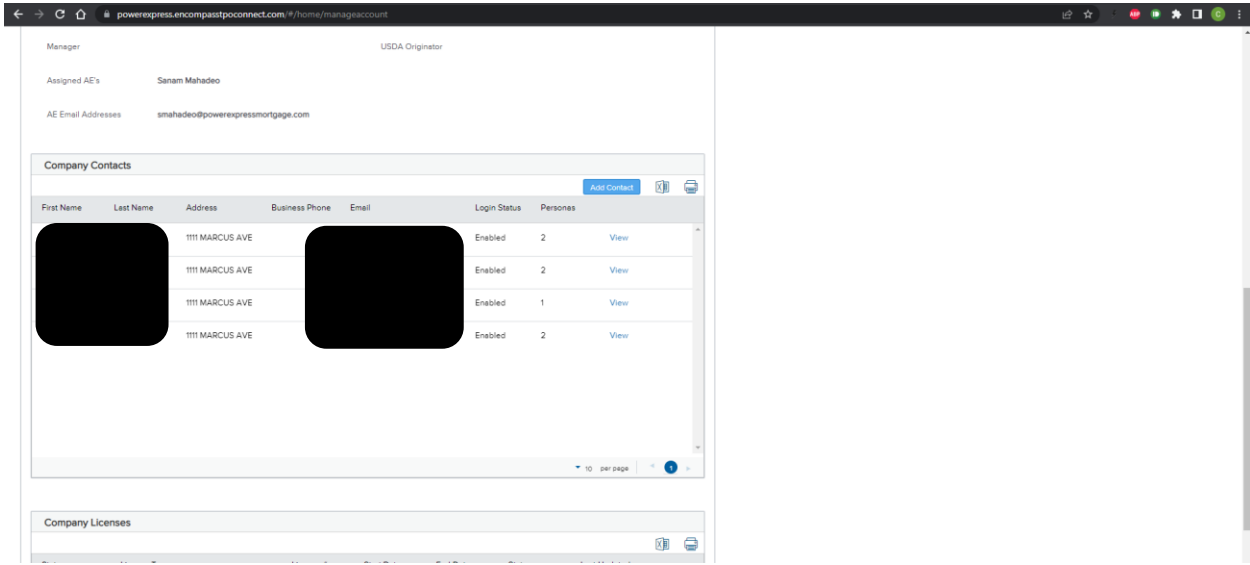 powerexpress.encompasstpoconnect.com/#/home/manageaccount
ABP
C
Manager USDA Originator
Assigned AE's Sanam Mahadeo
AE Email Addresses smahadeo@powerexpressmortgage.com
Company Contacts
Add Contact
First Name Last Name Address Business Phone Email Login Status Personas
1111 MARCUS AVE Enabled 2 View
1111 MARCUS AVE Enabled 2 View
1111 MARCUS AVE Enabled 1 View
1111 MARCUS AVE Enabled 2 View
10 per page 1
Company Licenses